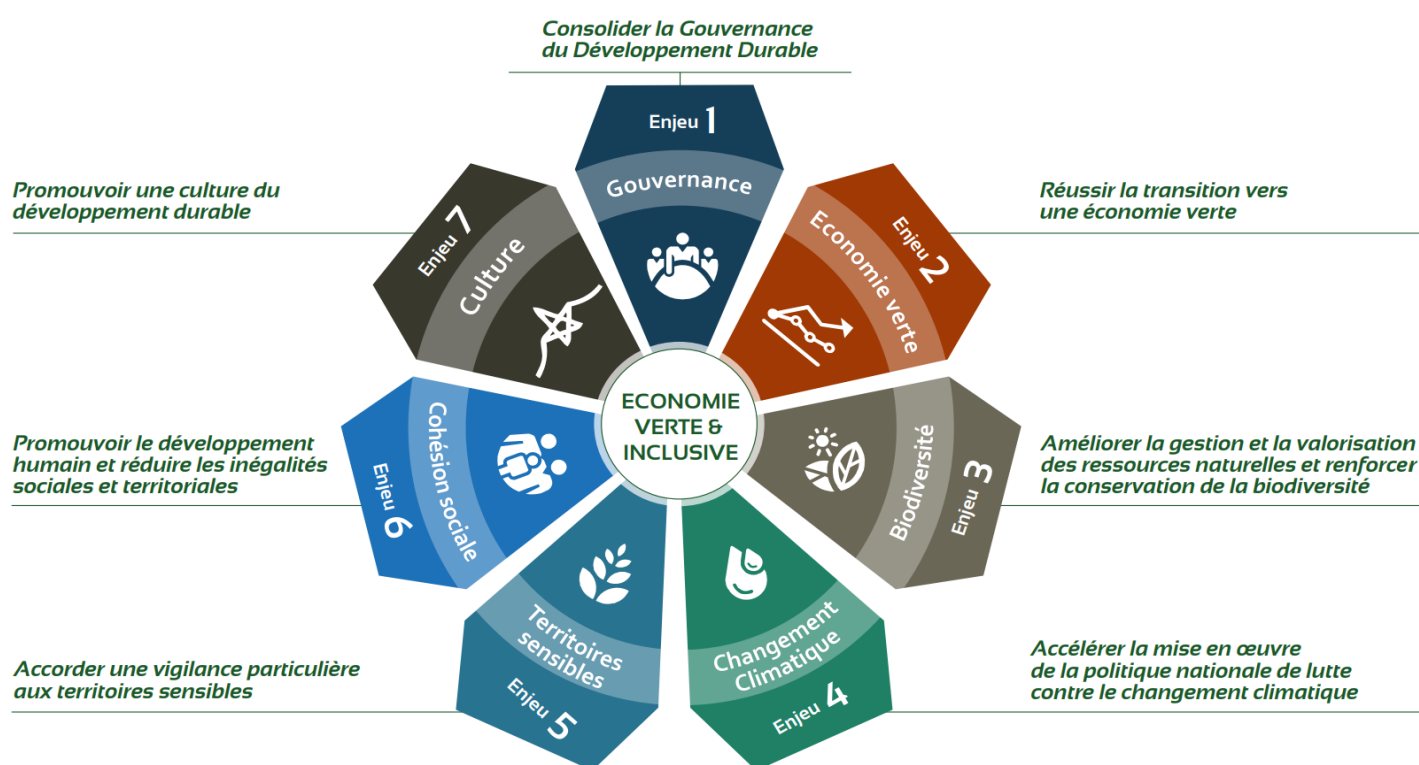 Consolider la Gouvernance
du Développement Durable
Enjeu 1
Gouvernance
Réussir la transition vers
une économie verte
Enjeu 2
Economie verte
Améliorer la gestion et la valorisation
des ressources naturelles et renforcer
la conservation de la biodiversité
Enjeu 3
Biodiversité
Accélérer la mise en œuvre
de la politique nationale de lutte
contre le changement climatique
Enjeu 4
Changement
Climatique
Accorder une vigilance particulière
aux territoires sensibles
Enjeu 5
Territoires
sensibles
Promouvoir le développement
humain et réduire les inégalités
sociales et territoriales
Enjeu 6
Cohésion sociale
Promouvoir une culture du
développement durable
Enjeu 7
Culture
ECONOMIE
VERTE &
INCLUSIVE